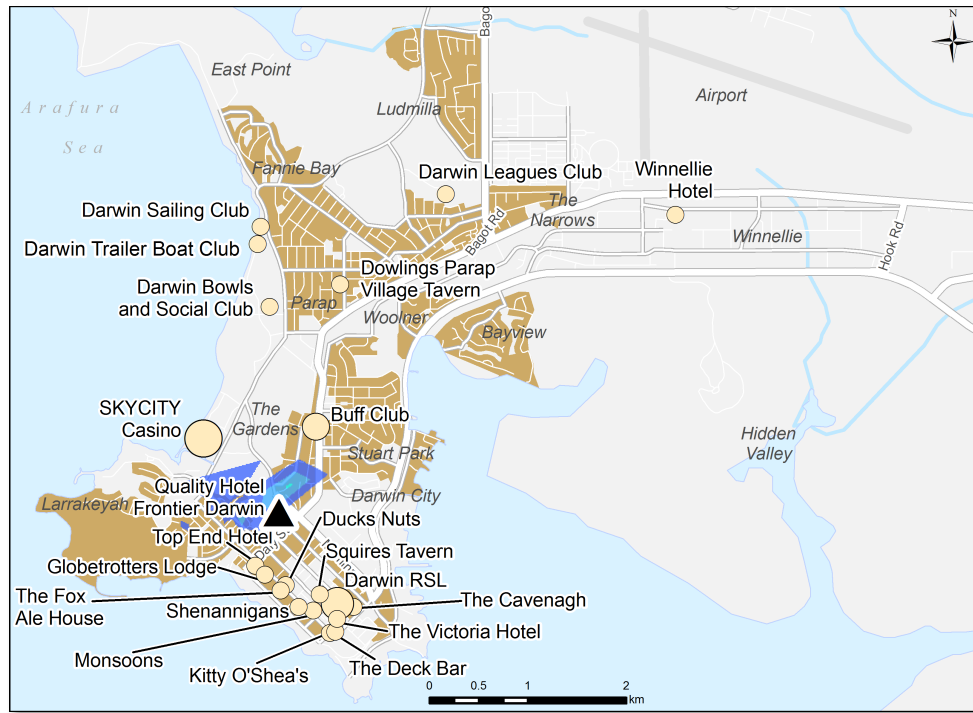 N
Bagot
East Point
Airport
Arafura
Sea
Ludmilla
Fannie Bay
Darwin Leagues Club
Winnellie
Hotel
The
Narrows
Darwin Sailing Club
Bagot Rd
Winnellie
Hook Rd
Darwin Trailer Boat Club
Dowlings Parap
Village Tavern
Darwin Bowls
and Social Club
Parap
Woolner
Bayview
SKYCITY
Casino
The
Gardens
Buff Club
Stuart Park
Hidden
Valley
Quality Hotel
Frontier Darwin
Larrakeyah
Darwin City
Ducks Nuts
Top End Hotel
Daly S
Squires Tavern
Globetrotters Lodge
Darwin RSL
The Fox
Ale House
Shenannigans
The Cavenagh
The Victoria Hotel
Monsoons
Kitty O'Shea's
The Deck Bar
0 0.5 1 2
km